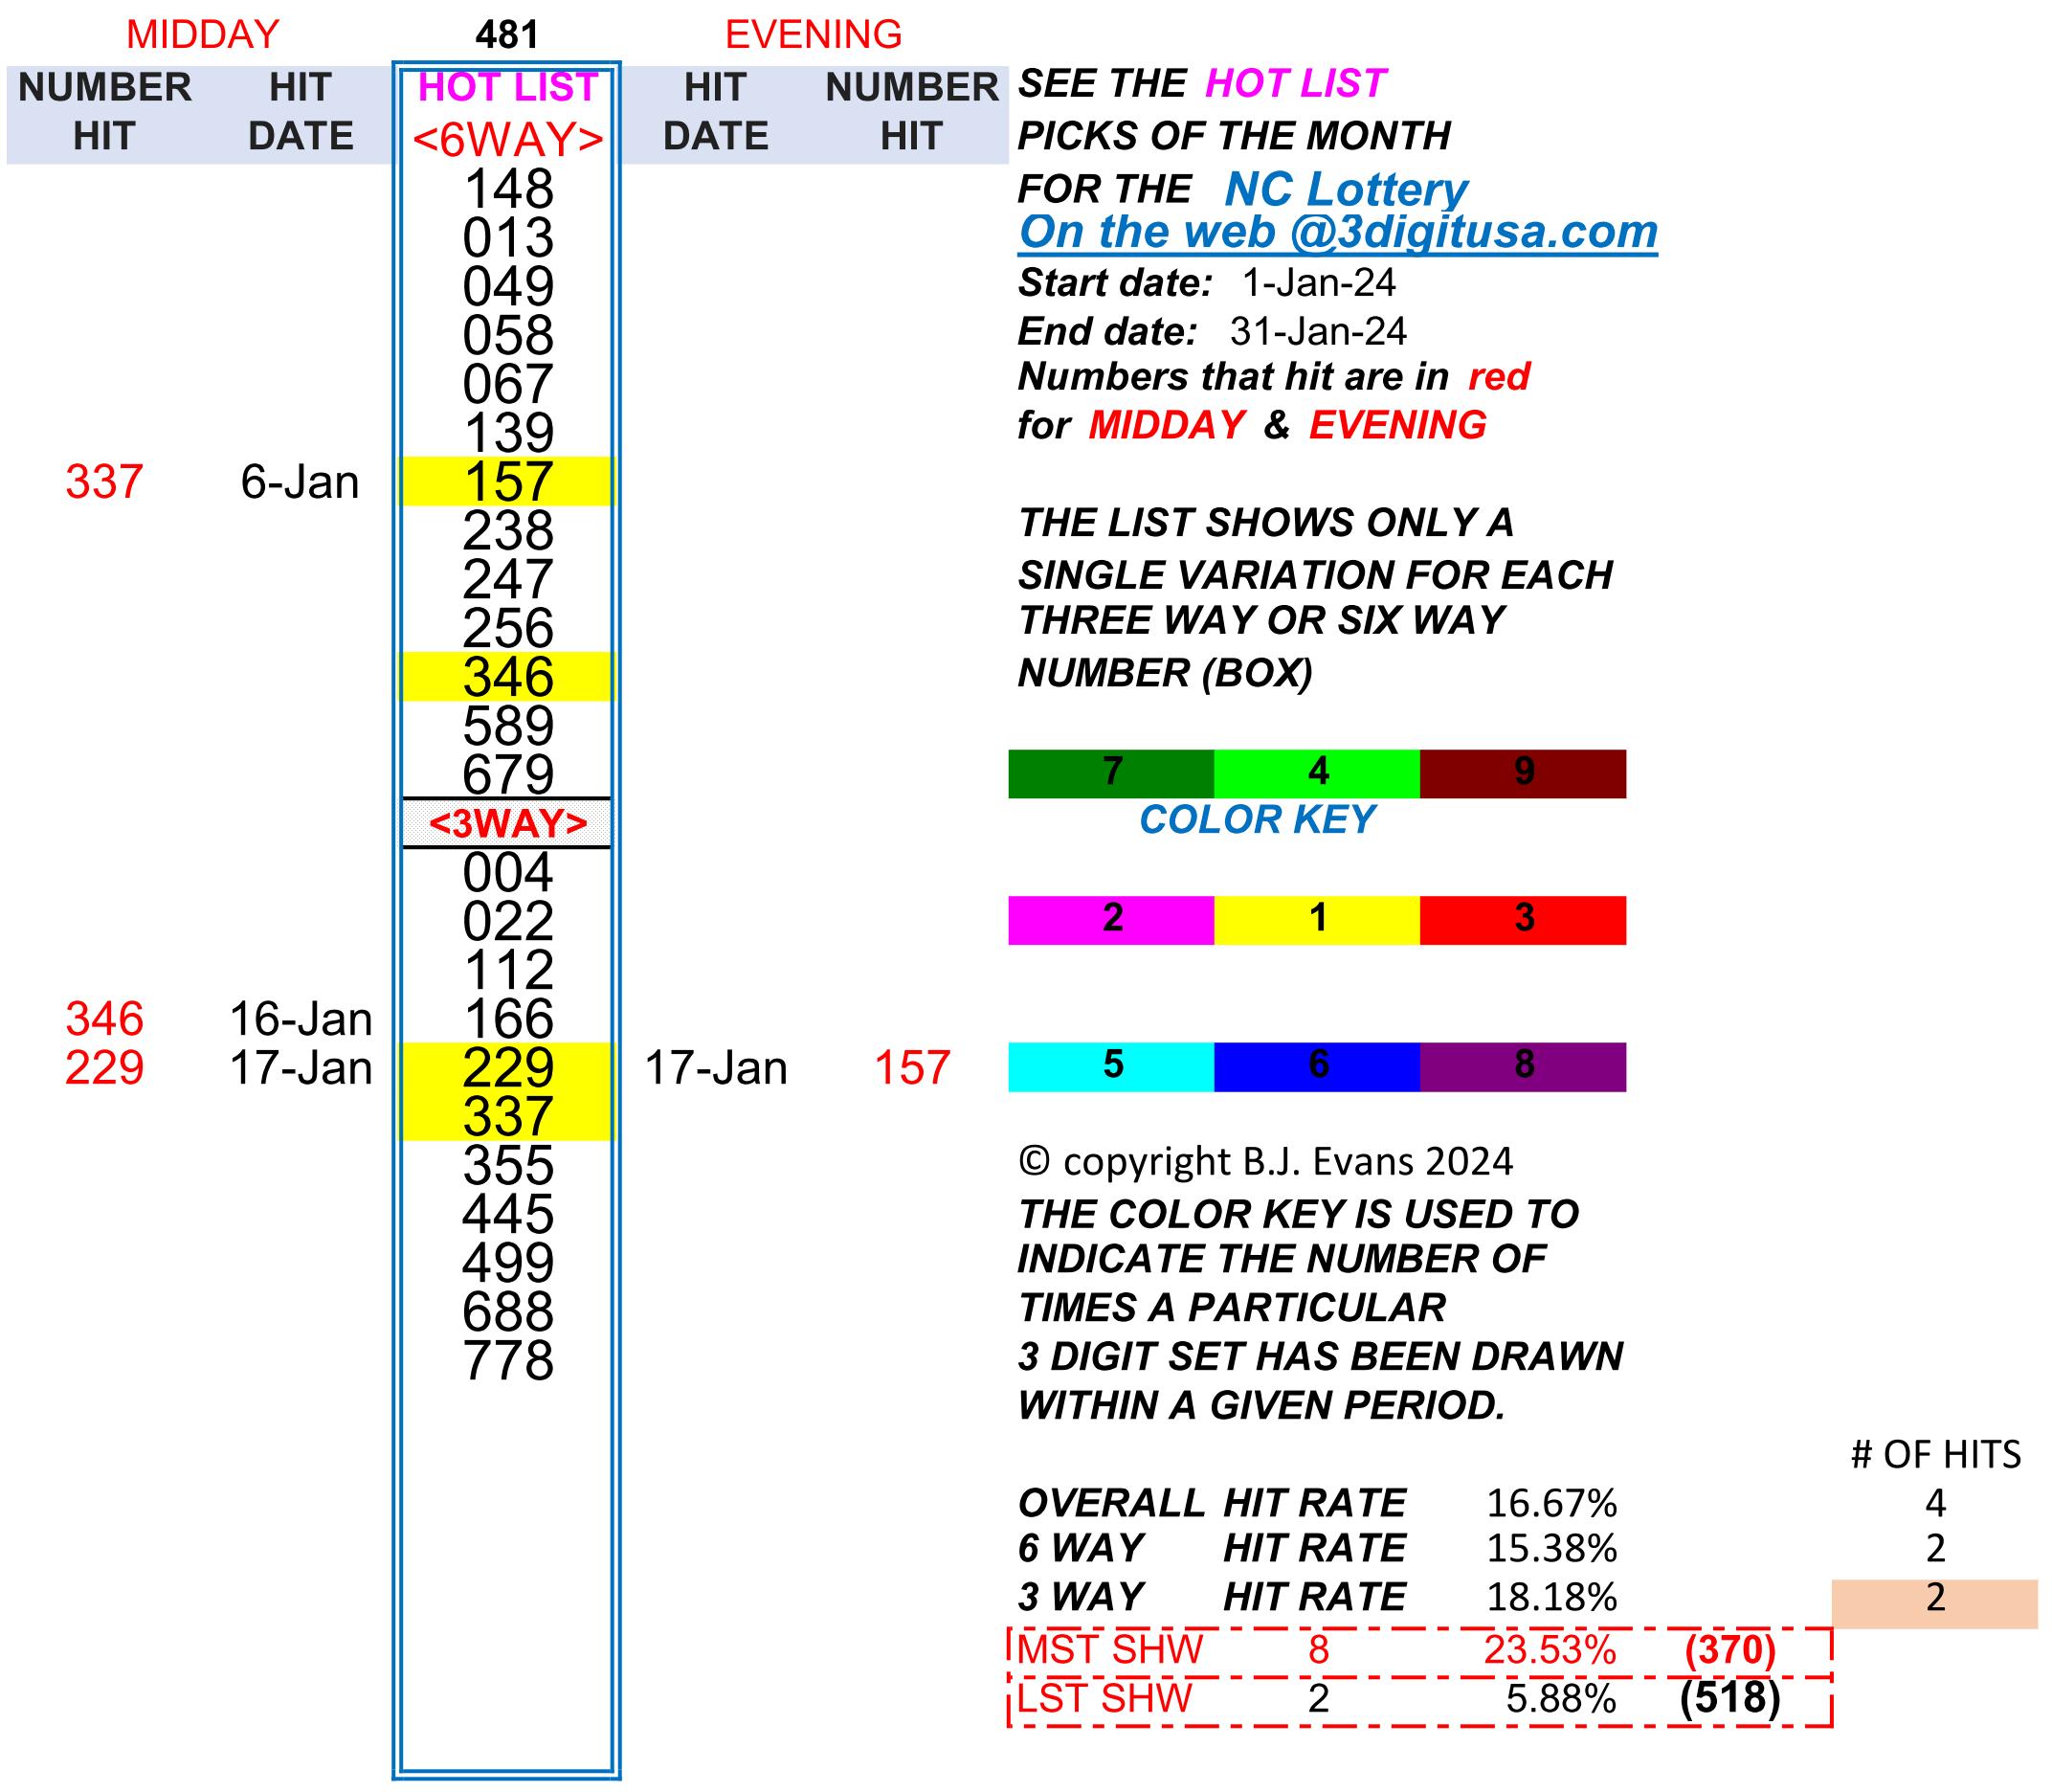 MIDDAY 481 EVENING
NUMBER HIT HOT LIST HIT NUMBER SEE THE HOT LIST
HIT DATE <6WAY> DATE HIT PICKS OF THE MONTH
148 FOR THE NC Lottery
013 On the web @3digitusa.com
049 Start date: 1-Jan-24
058 End date: 31-Jan-24
067 Numbers that hit are in red
139 for MIDDAY & EVENING
337 6-Jan 157
238 THE LIST SHOWS ONLY A
247 SINGLE VARIATION FOR EACH
256 THREE WAY OR SIX WAY
346 NUMBER (BOX)
589
679 7 4 9
<3WAY> COLOR KEY
004
022 2 1 3
112
346 16-Jan 166
229 17-Jan 229 17-Jan 157 5 6 8
337
355 © copyright B.J. Evans 2024
445 THE COLOR KEY IS USED TO
499 INDICATE THE NUMBER OF
688 TIMES A PARTICULAR
778 3 DIGIT SET HAS BEEN DRAWN
WITHIN A GIVEN PERIOD.
# OF HITS
OVERALL HIT RATE 16.67% 4
6 WAY HIT RATE 15.38% 2
3 WAY HIT RATE 18.18% 2
MST SHW 8 23.53% (370)
LST SHW 2 5.88% (518)